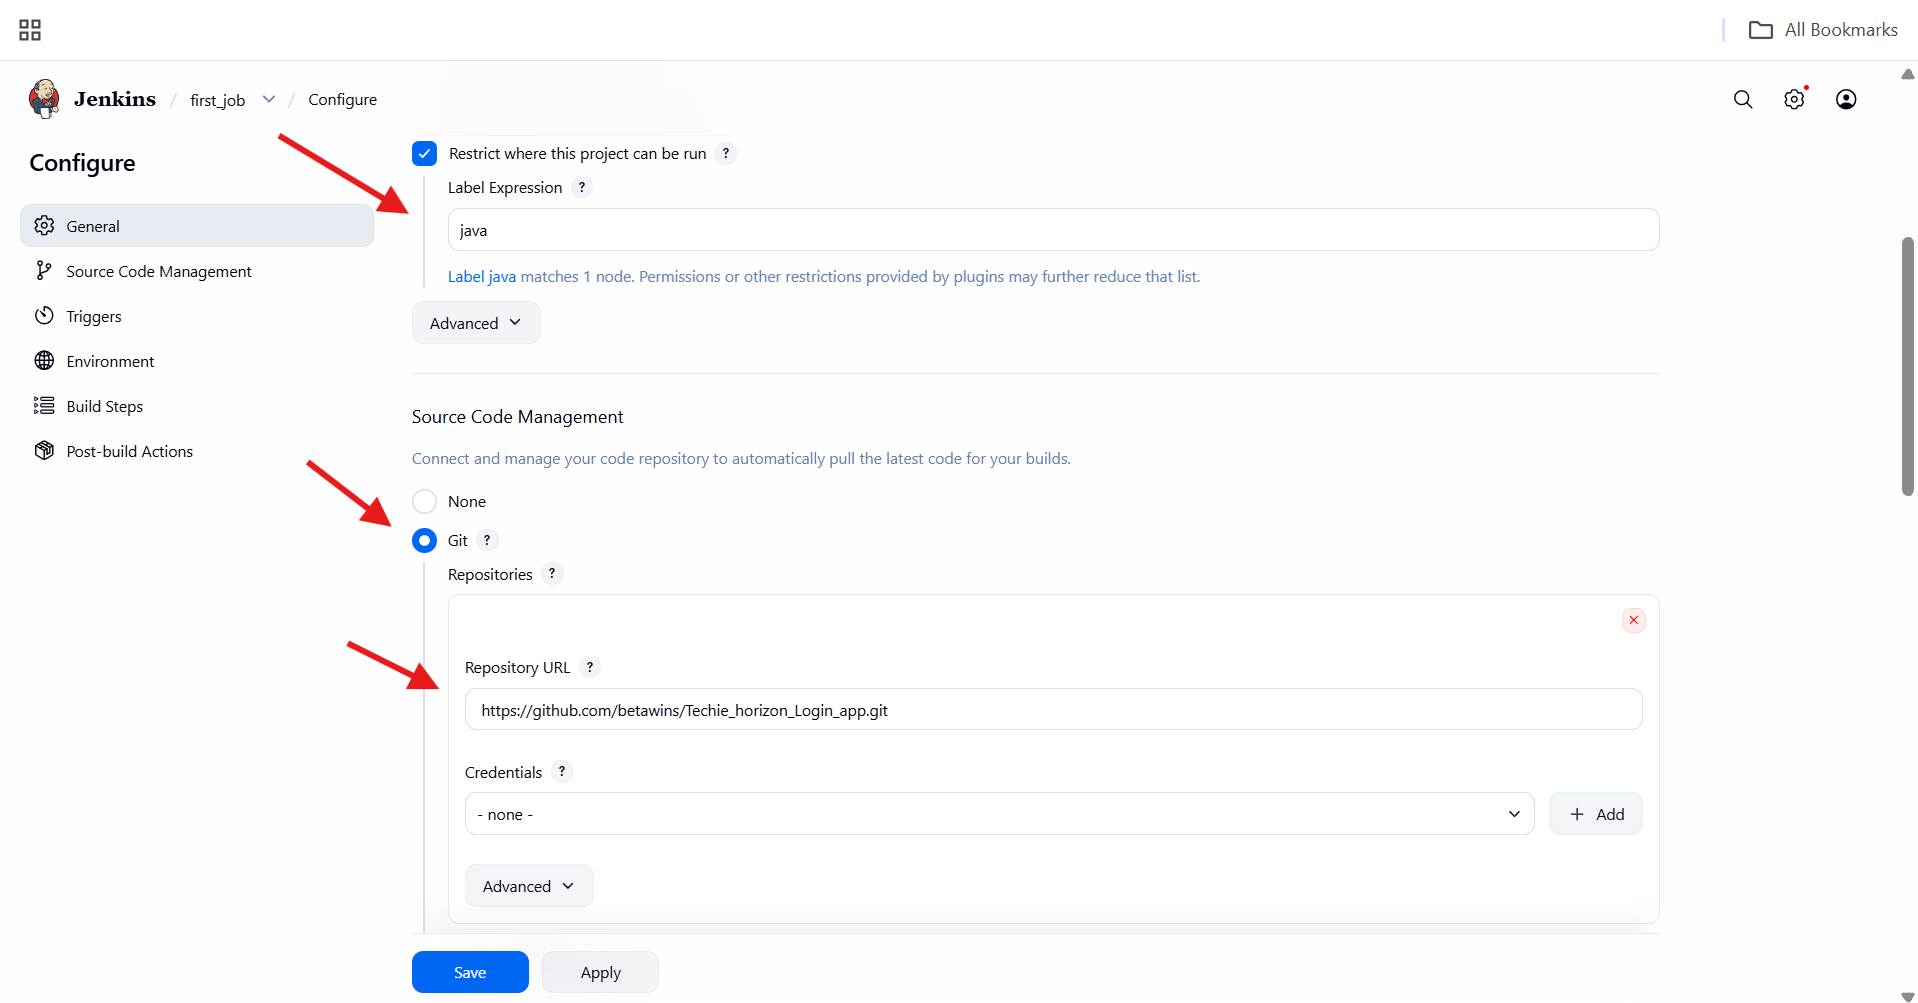 All Bookmarks
Jenkins / first_job / Configure
Configure
General
Source Code Management
Triggers
Environment
Build Steps
Post-build Actions
Restrict where this project can be run ?
Label Expression ?
java
Label java matches 1 node. Permissions or other restrictions provided by plugins may further reduce that list.
Advanced
Source Code Management
Connect and manage your code repository to automatically pull the latest code for your builds.
None
Git ?
Repositories ?
Repository URL ?
https://github.com/betawins/Techie_horizon_Login_app.git
Credentials ?
- none -
+ Add
Advanced
Save
Apply